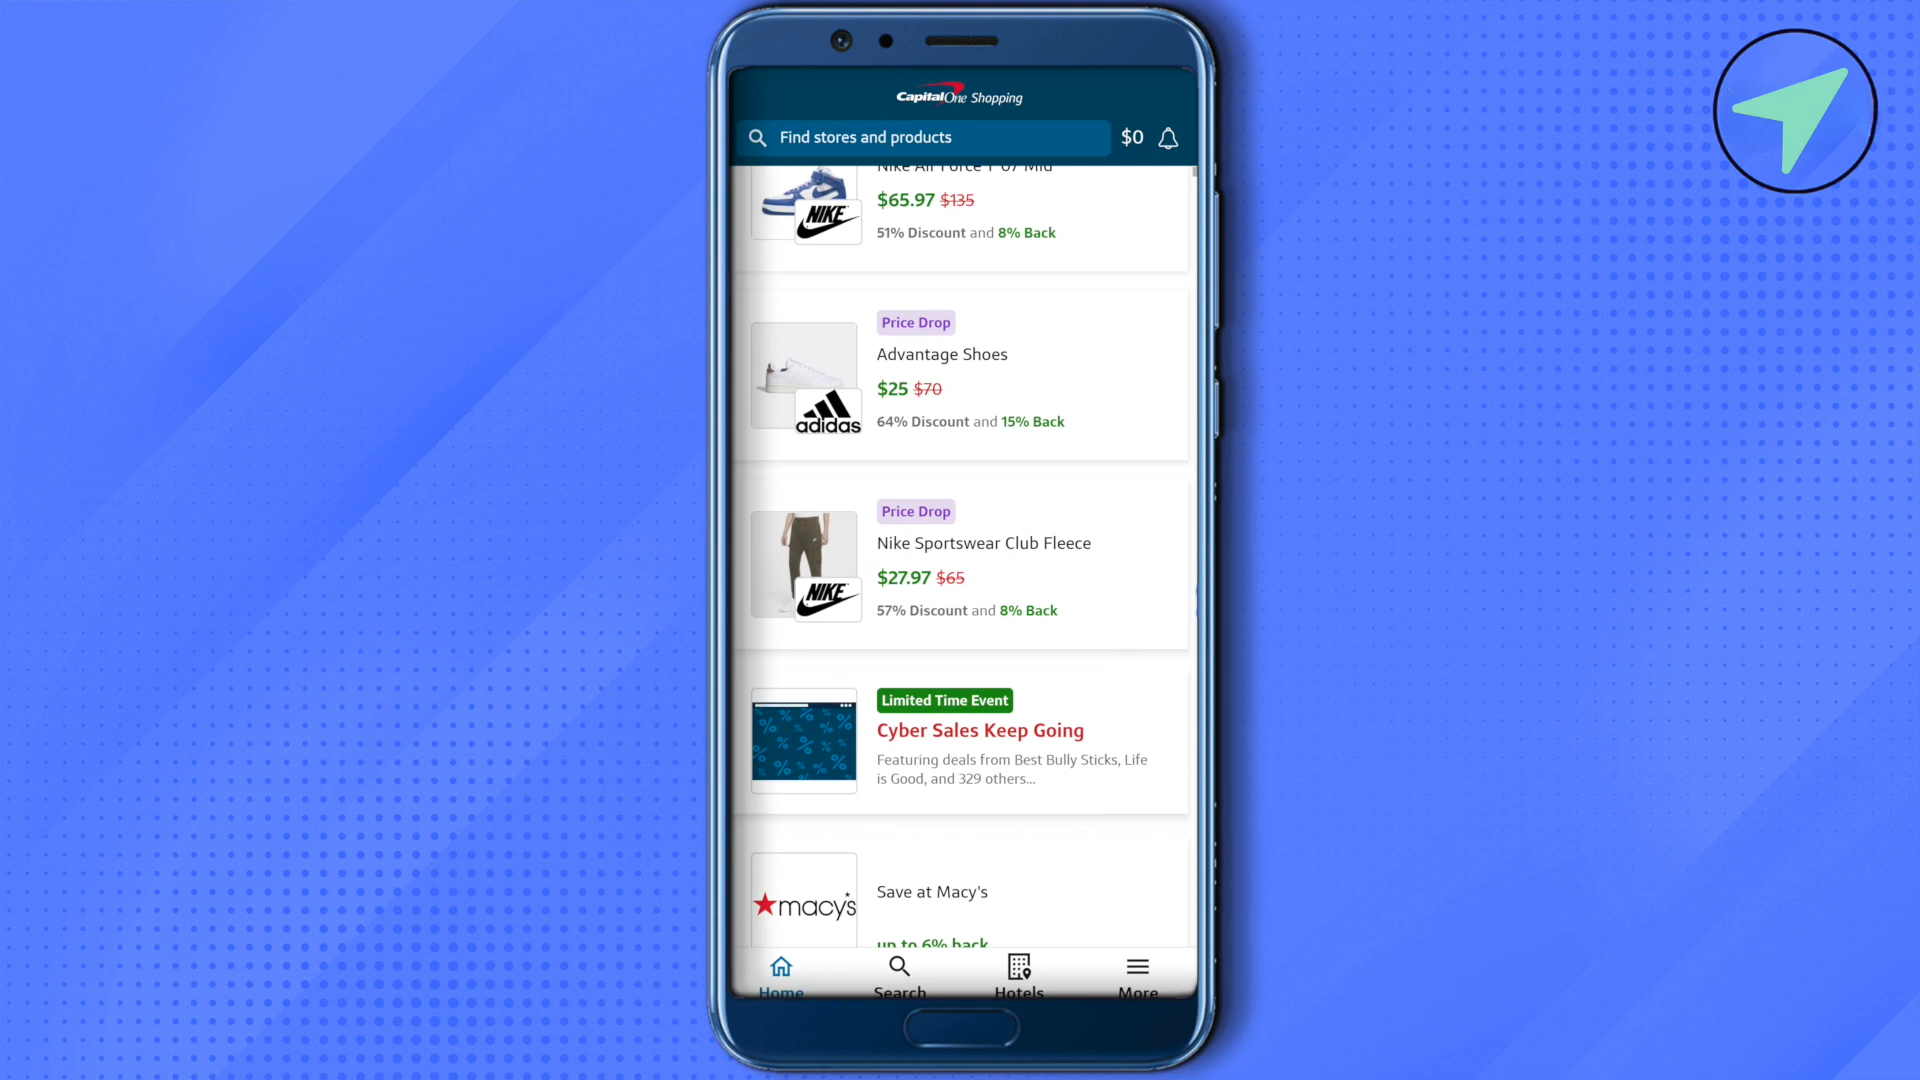 CapitalOne Shopping
Find stores and products
$0
Nike Air Force 1 '07 Mid
$65.97 $135
51% Discount and 8% Back
NIKE
Price Drop
Advantage Shoes
$25 $70
64% Discount and 15% Back
adidas
Price Drop
Nike Sportswear Club Fleece
$27.97 $65
57% Discount and 8% Back
NIKE
Limited Time Event
Cyber Sales Keep Going
Featuring deals from Best Bully Sticks, Life
is Good, and 329 others...
Save at Macy's
macy's
up to 6% back
Home
Search
Hotels
More